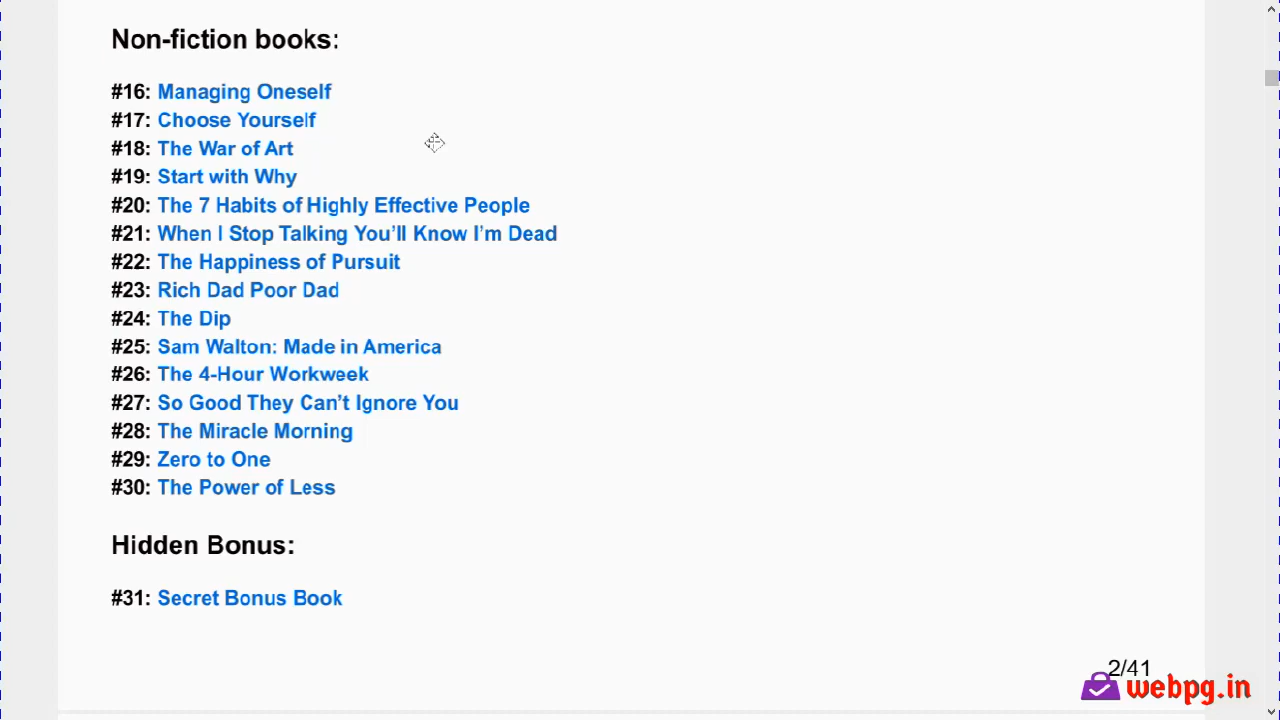 Non-fiction books:
#16: Managing Oneself
#17: Choose Yourself
#18: The War of Art
#19: Start with Why
#20: The 7 Habits of Highly Effective People
#21: When I Stop Talking You’ll Know I’m Dead
#22: The Happiness of Pursuit
#23: Rich Dad Poor Dad
#24: The Dip
#25: Sam Walton: Made in America
#26: The 4-Hour Workweek
#27: So Good They Can’t Ignore You
#28: The Miracle Morning
#29: Zero to One
#30: The Power of Less
Hidden Bonus:
#31: Secret Bonus Book
2/41
webpg.in